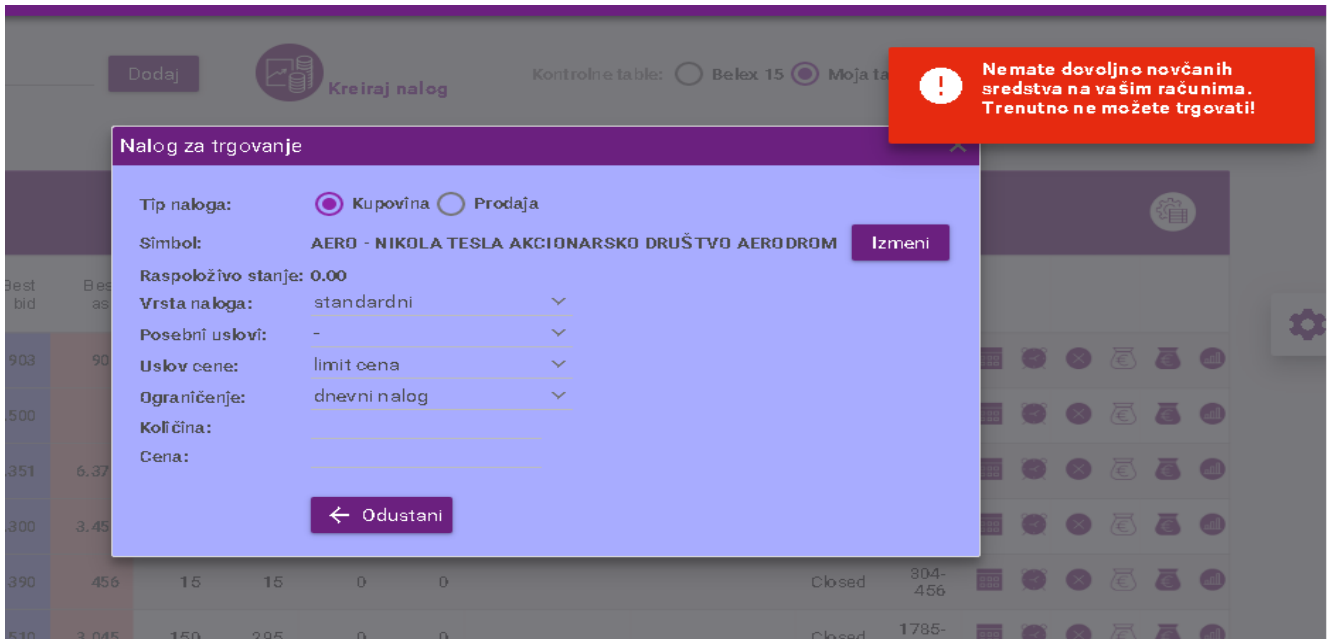 Dodaj
Kreiraj nalog
Kontrolne table: Belex 15 Moja ta
Nemate dovoljno novčanih
sredstva na vašim računima.
Trenutno ne možete trgovati!
Nalog za trgovanje
Tip naloga: Kupovina Prodaja
Simbol: AERO - NIKOLA TESLA AKCIONARSKO DRUŠTVO AERODROM Izmeni
Raspoloživo stanje: 0.00
Vrsta naloga: standardni
Posebni uslovi: -
Uslov cene: limit cena
Ograničenje: dnevni nalog
Količina:
Cena:
Odustani
Best
bid
Bes
as
903 90
.500
.351 6.37
.300 3.45
390 456 15 15 0 0 Closed 304-
456
510 3.045 150 295 0 0 Closed 1785-